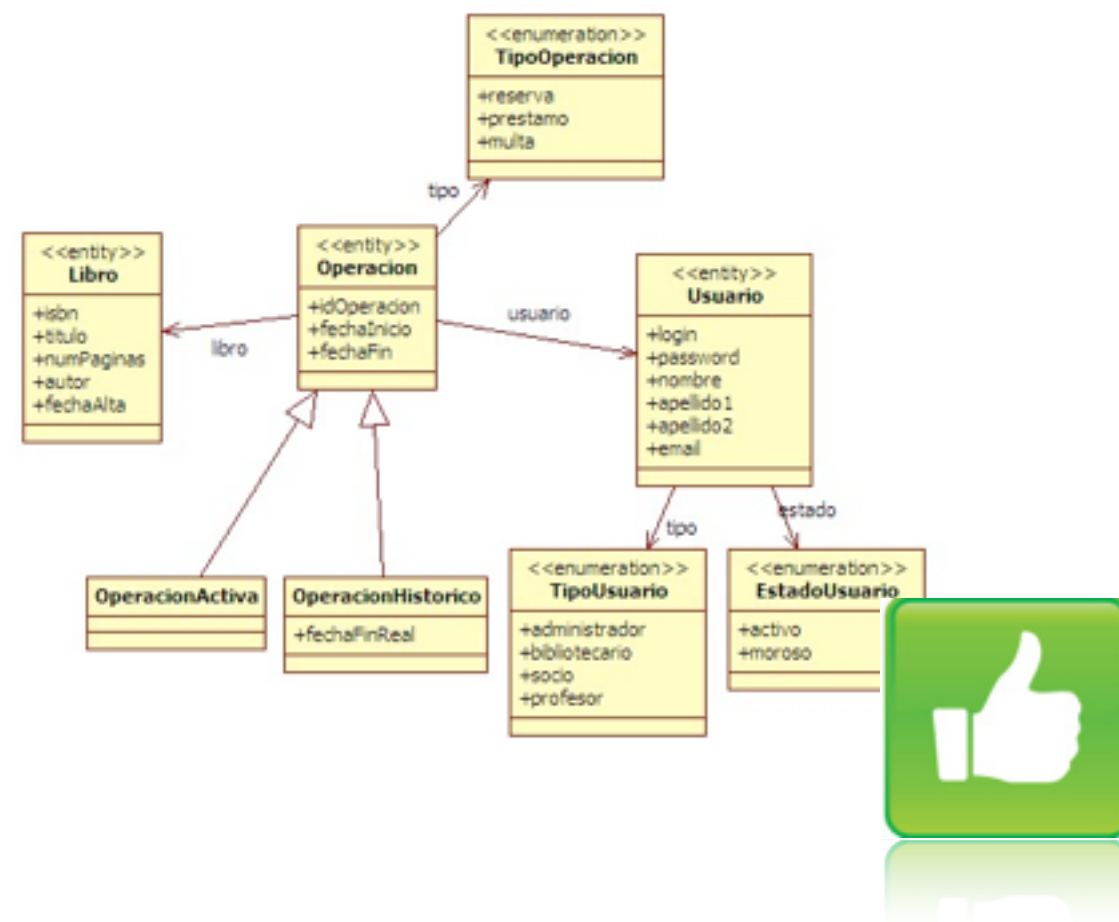 <<enumeration>>
TipoOperacion
+reserva
+prestamo
+multa
tipo
<<entity>>
Libro
+isbn
+titulo
+numPaginas
+autor
+fechaAlta
libro
<<entity>>
Operacion
+idOperacion
+fechaInicio
+fechaFin
usuario
<<entity>>
Usuario
+login
+password
+nombre
+apellido1
+apellido2
+email
tipo
estado
OperacionActiva
OperacionHistorico
+fechaFinReal
<<enumeration>>
TipoUsuario
+administrador
+bibliotecario
+socio
+profesor
<<enumeration>>
EstadoUsuario
+activo
+moroso